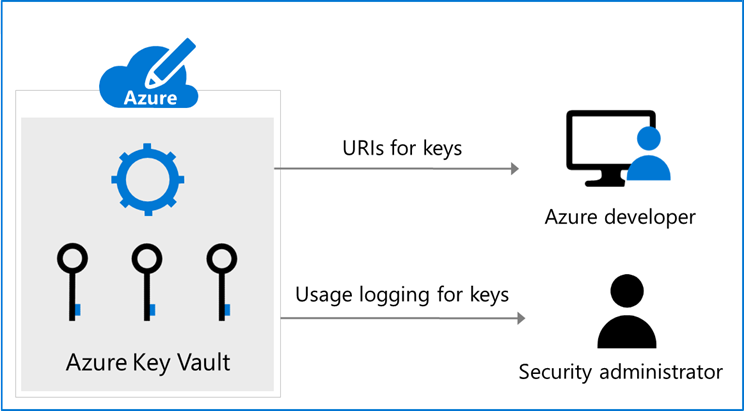 Azure
URIs for keys
Azure developer
Usage logging for keys
Azure Key Vault
Security administrator